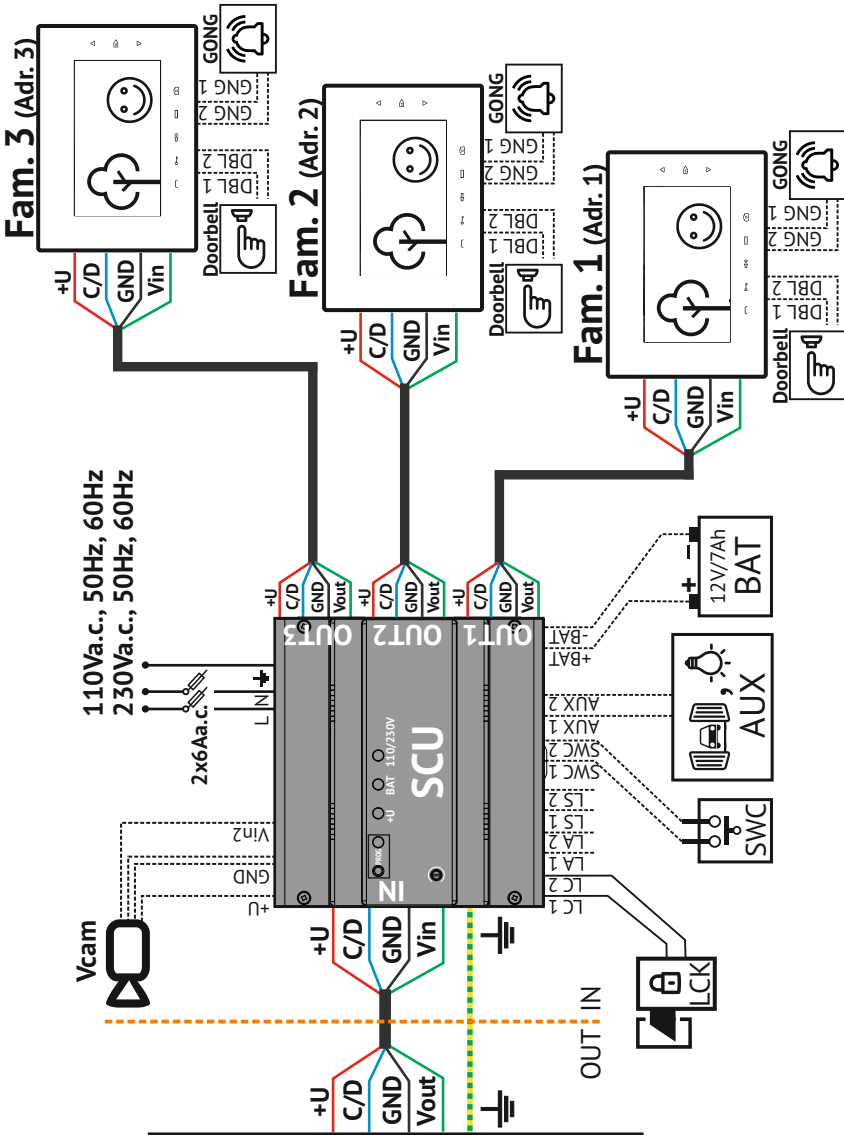 Fam. 3 (Adr. 3)
GONG
GNG 1
GNG 2
DBL 2
DBL 1
Doorbell
+U
C/D
GND
Vin
Fam. 2 (Adr. 2)
GONG
GNG 1
GNG 2
DBL 2
DBL 1
Doorbell
+U
C/D
GND
Vin
Fam. 1 (Adr. 1)
GONG
GNG 1
GNG 2
DBL 2
DBL 1
Doorbell
+U
C/D
GND
Vin
110Va.c., 50Hz, 60Hz
230Va.c., 50Hz, 60Hz
2x6Aa.c.
L N
Vcam
Vin2
GND
+U
+U
C/D
GND
Vout
OUT3
+U
C/D
GND
Vout
OUT2
+U
C/D
GND
Vout
OUT1
SCU
PROG
+U
BAT
110/230V
IN
+U
C/D
GND
Vin
OUT
IN
+U
C/D
GND
Vout
LC 1
LC 2
LA 1
LA 2
LS 1
LS 2
SWC 1
SWC 2
AUX 1
AUX 2
+BAT
-BAT
LCK
SWC
,
AUX
+
-
12V/7Ah
BAT